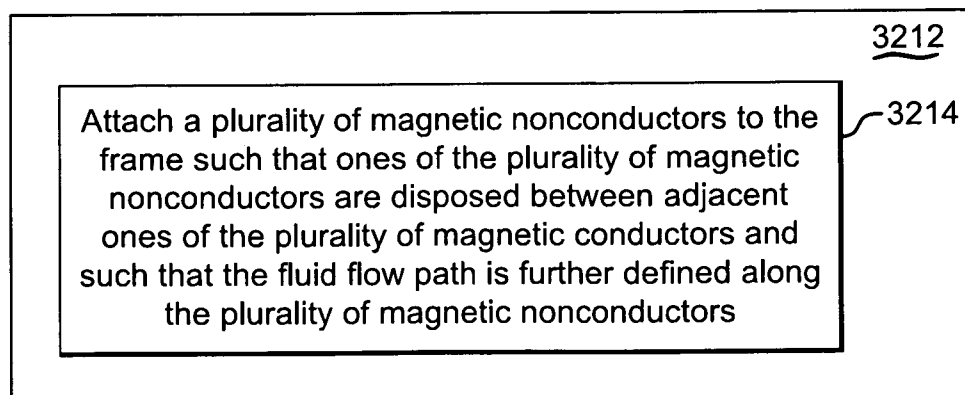 3212
Attach a plurality of magnetic nonconductors to the
3214
frame such that ones of the plurality of magnetic
nonconductors are disposed between adjacent
ones of the plurality of magnetic conductors and
such that the fluid flow path is further defined along
the plurality of magnetic nonconductors